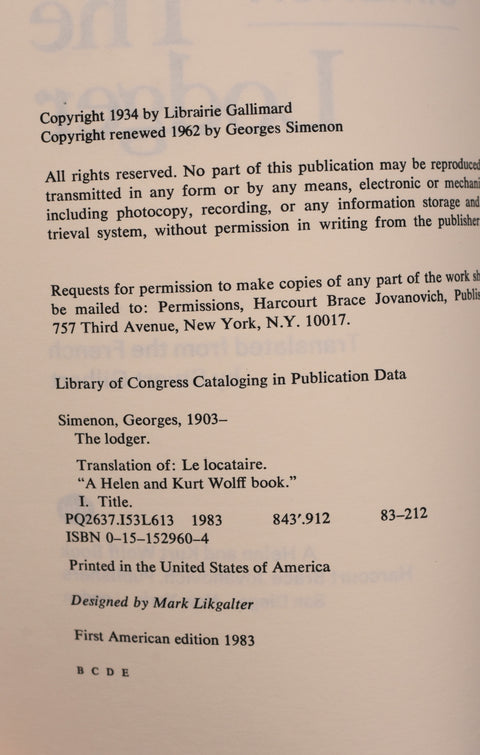 Copyright 1934 by Librairie Gallimard
Copyright renewed 1962 by Georges Simenon
All rights reserved. No part of this publication may be reproduced
transmitted in any form or by any means, electronic or mechani
including photocopy, recording, or any information storage and
trieval system, without permission in writing from the publisher
Requests for permission to make copies of any part of the work sh
be mailed to: Permissions, Harcourt Brace Jovanovich, Publis
757 Third Avenue, New York, N.Y. 10017.
Library of Congress Cataloging in Publication Data
Simenon, Georges, 1903–
The lodger.
Translation of: Le locataire.
“A Helen and Kurt Wolff book.”
I. Title.
PQ2637.I53L613 1983 843′.912 83–212
ISBN 0–15–152960–4
Printed in the United States of America
Designed by Mark Likgalter
First American edition 1983
B C D E